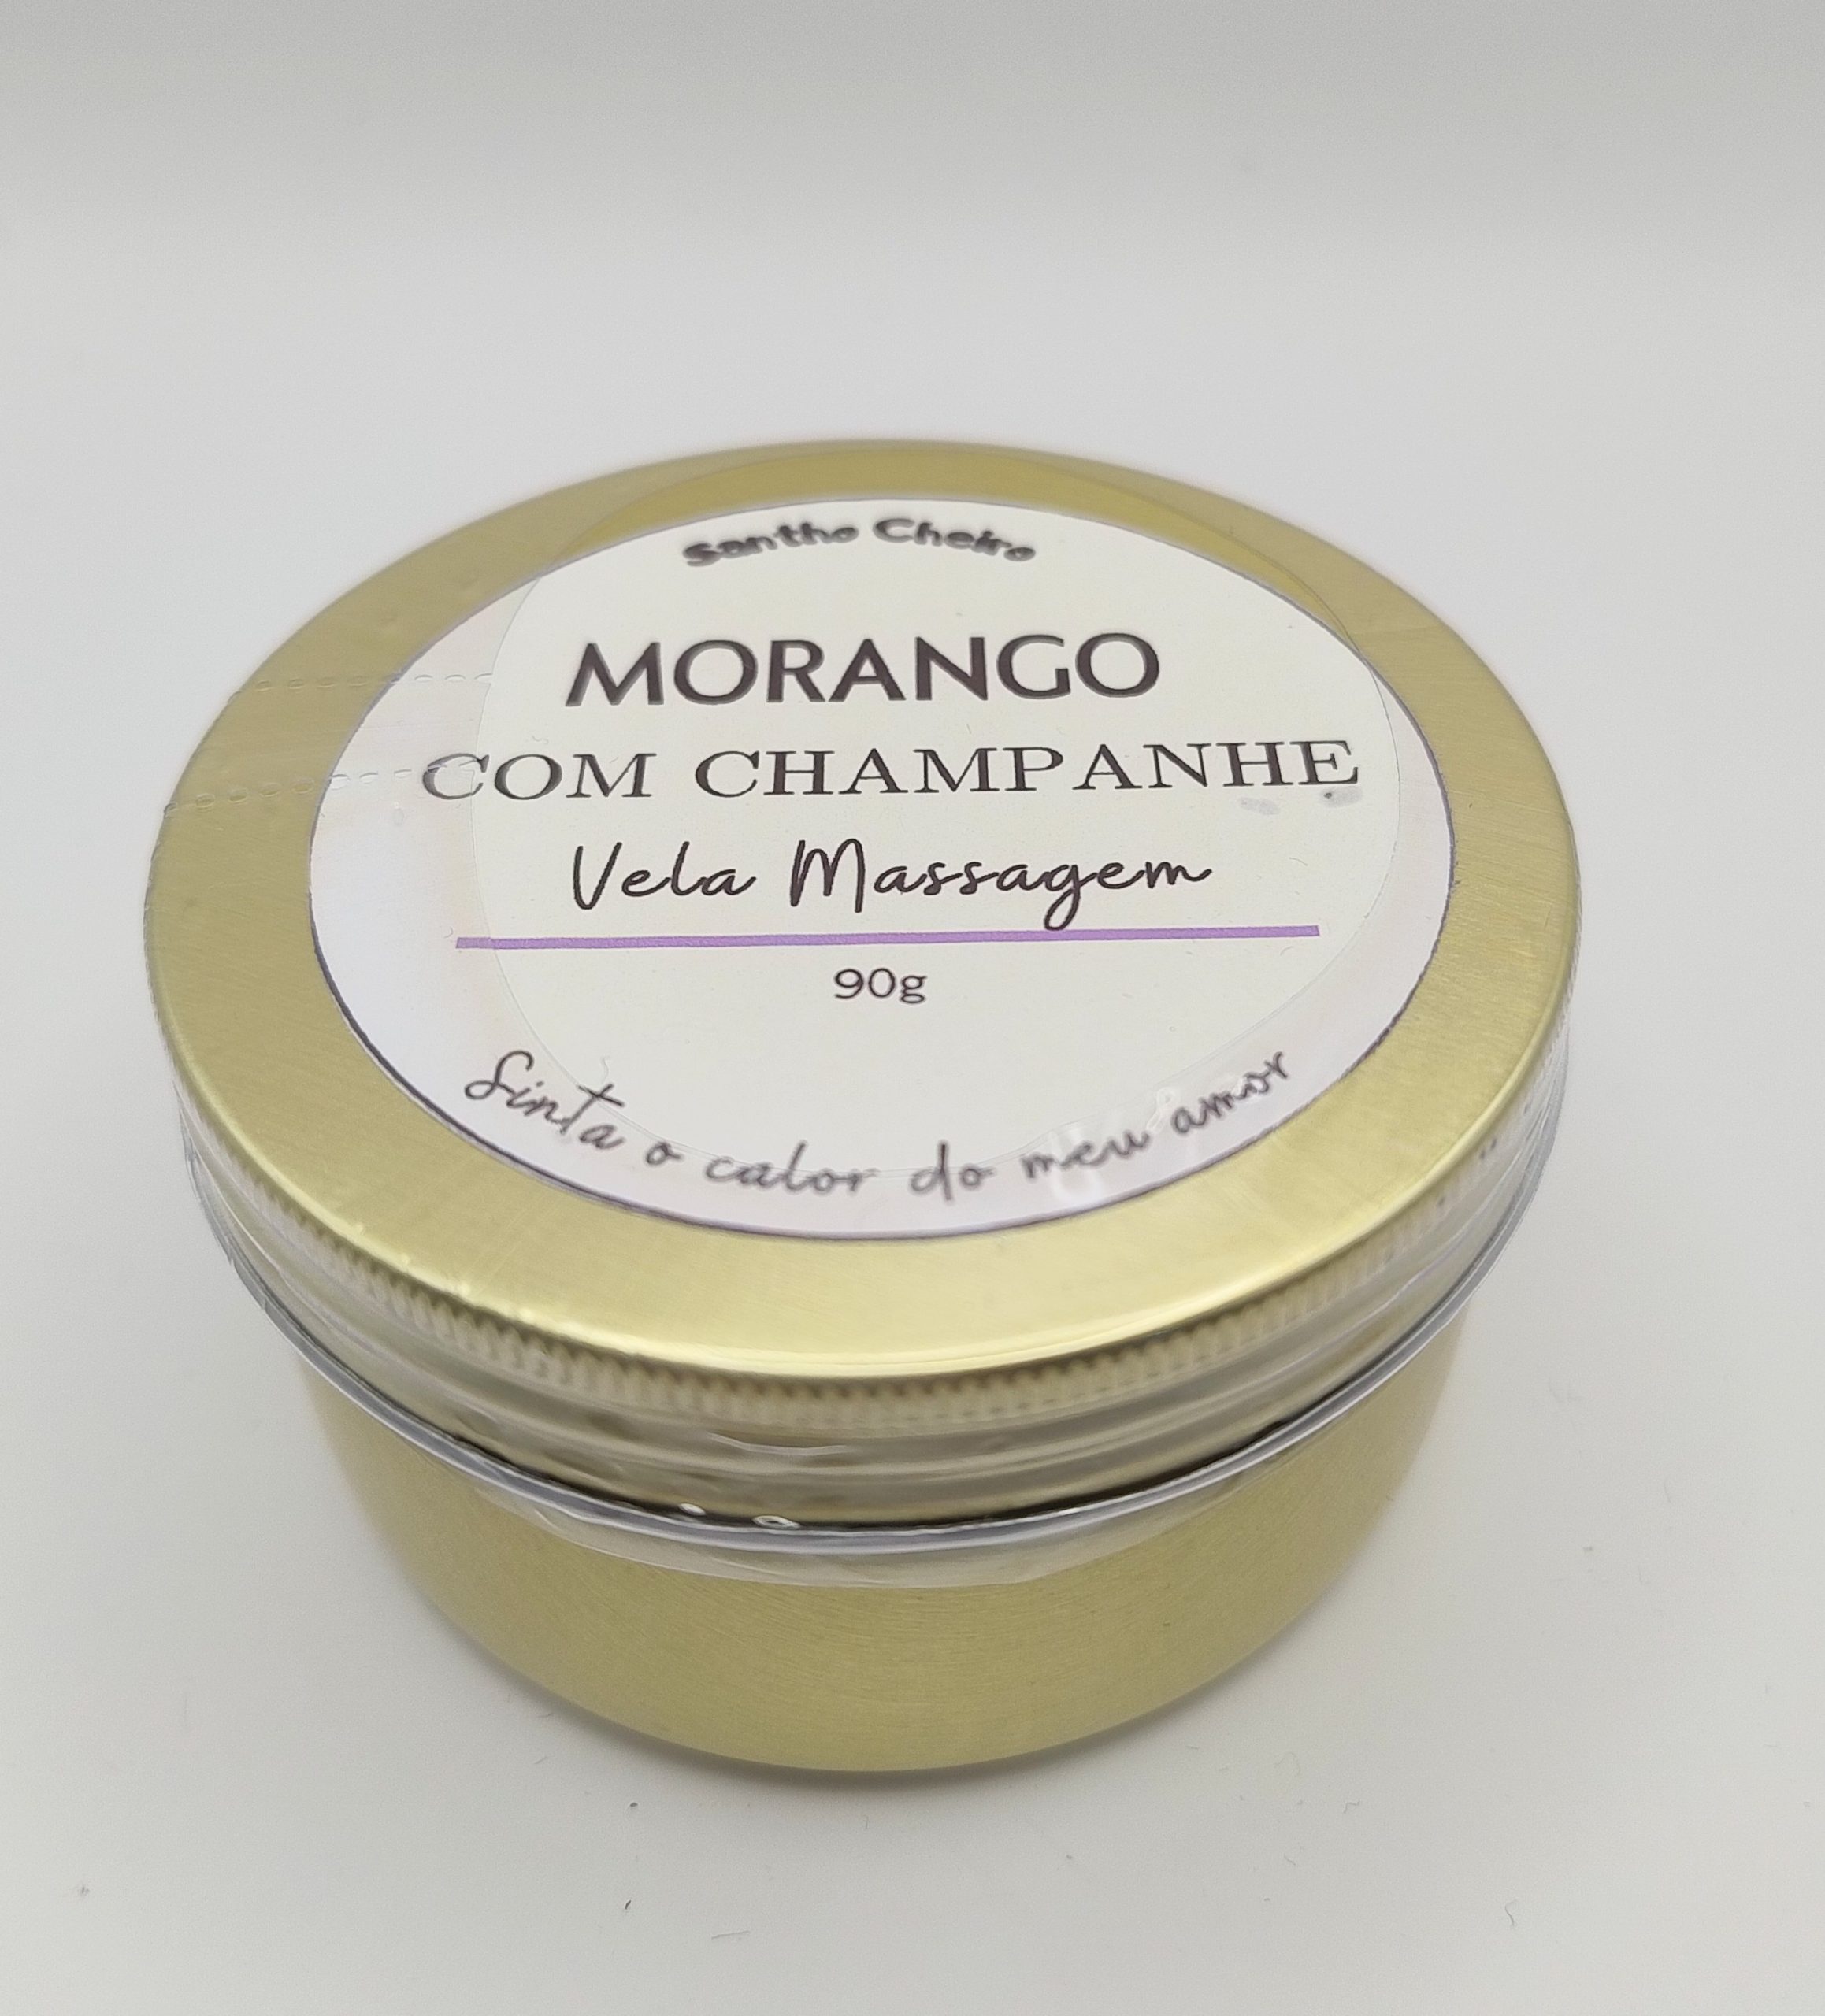 Santho Cheiro
MORANGO
COM CHAMPANHE
Vela Massagem
90g
Sinta o calor do meu amor